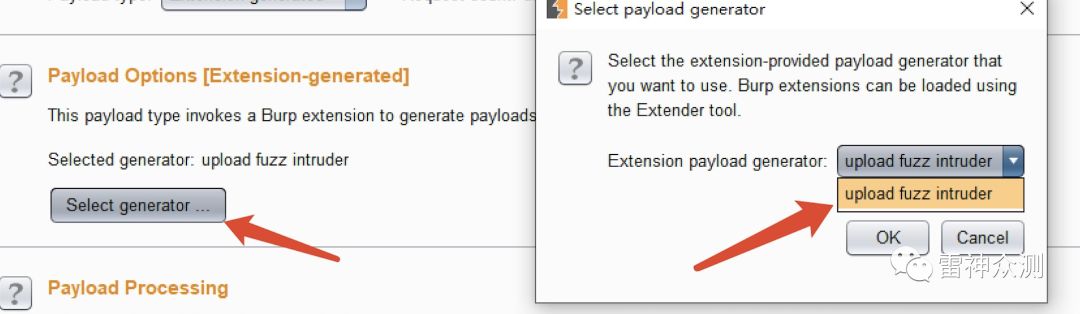 Payload Options [Extension-generated]
This payload type invokes a Burp extension to generate payloads
Selected generator: upload fuzz intruder
Select generator ...
Payload Processing
Select payload generator
Select the extension-provided payload generator that
you want to use. Burp extensions can be loaded using
the Extender tool.
Extension payload generator: upload fuzz intruder
upload fuzz intruder
OK Cancel
雷神众测